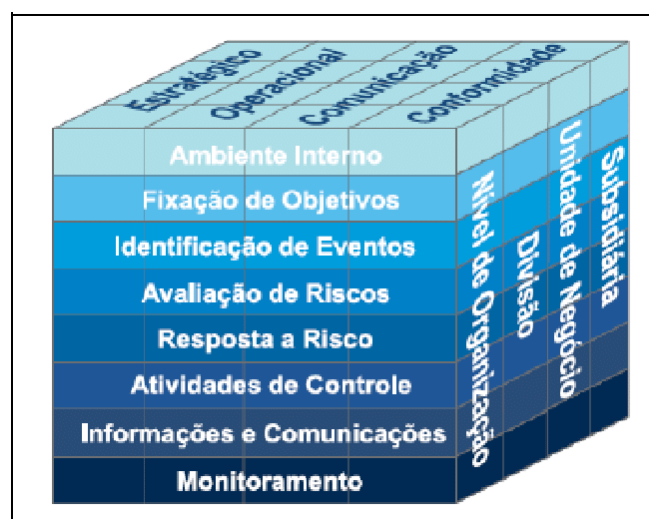 Estratégico
Operacional
Comunicação
Conformidade
Ambiente Interno
Fixação de Objetivos
Identificação de Eventos
Avaliação de Riscos
Resposta a Risco
Atividades de Controle
Informações e Comunicações
Monitoramento
Nível de Organização
Divisão
Unidade de Negócio
Subsidiária